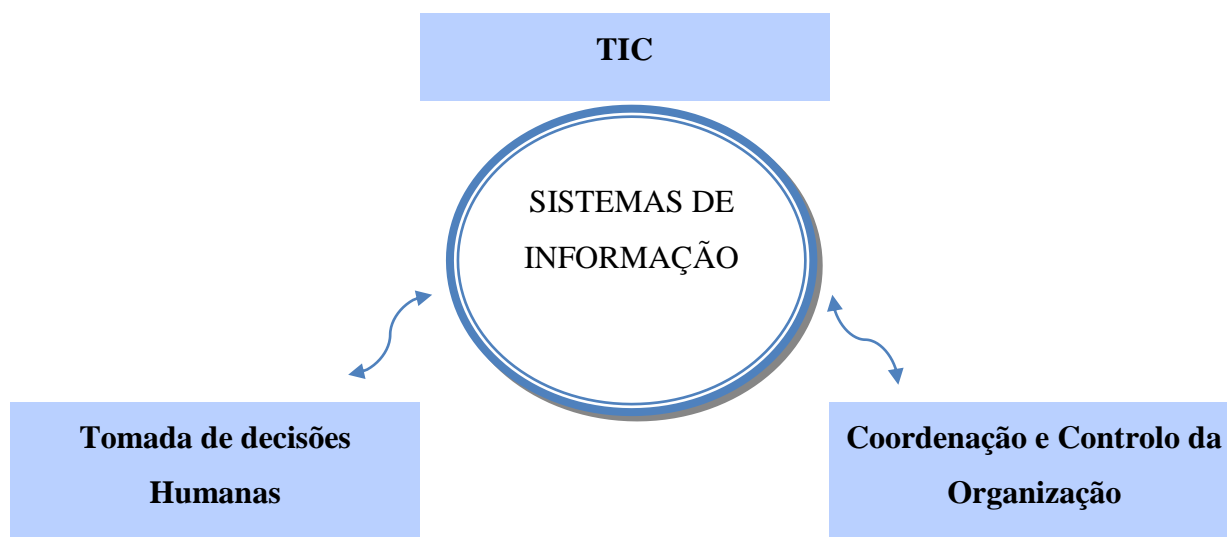 TIC
SISTEMAS DE
INFORMAÇÃO
Tomada de decisões
Humanas
Coordenação e Controlo da
Organização